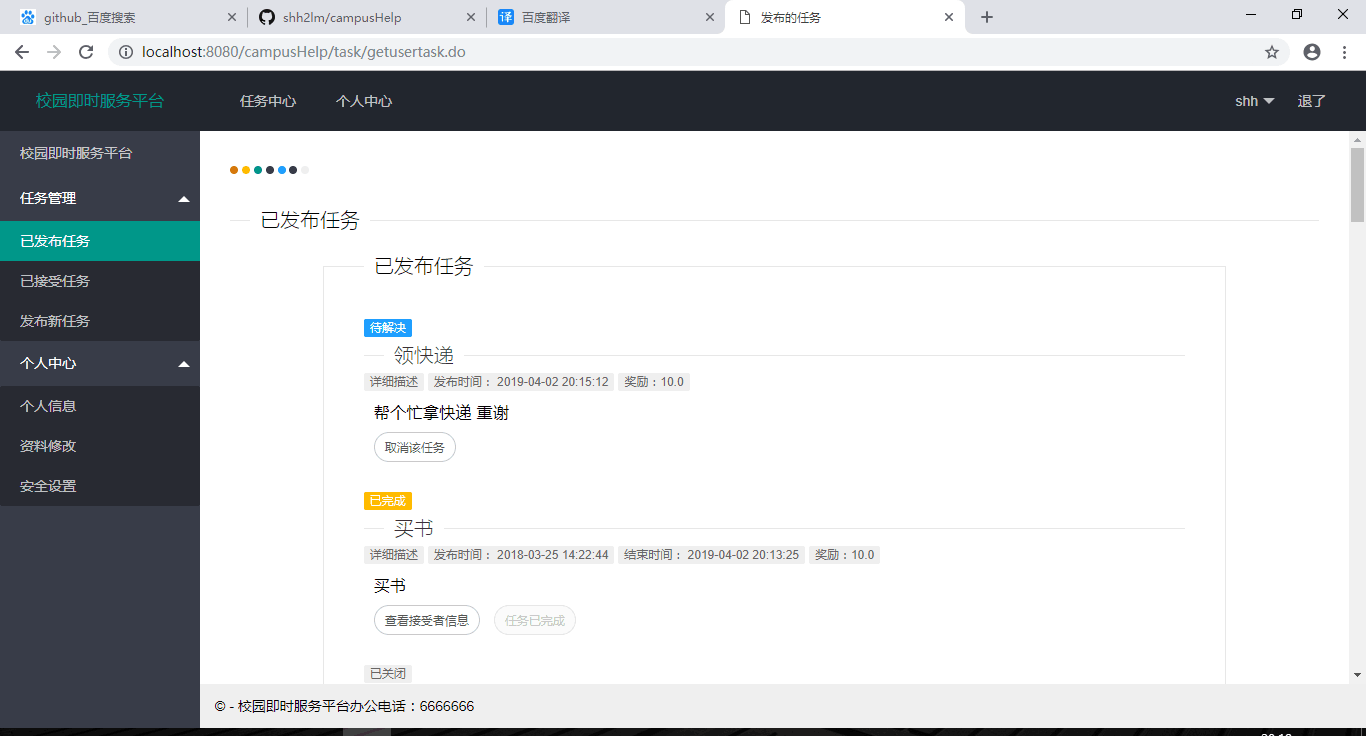 github_百度搜索
shh2lm/campusHelp
译 百度翻译
发布的任务
localhost:8080/campusHelp/task/getusertask.do
校园即时服务平台 任务中心 个人中心 shh 退了
校园即时服务平台
任务管理
已发布任务
已接受任务
发布新任务
个人中心
个人信息
资料修改
安全设置
已发布任务
已发布任务
待解决
领快递
详细描述 发布时间： 2019-04-02 20:15:12 奖励：10.0
帮个忙拿快递 重谢
取消该任务
已完成
买书
详细描述 发布时间： 2018-03-25 14:22:44 结束时间： 2019-04-02 20:13:25 奖励：10.0
买书
查看接受者信息 任务已完成
已关闭
© - 校园即时服务平台办公电话：6666666